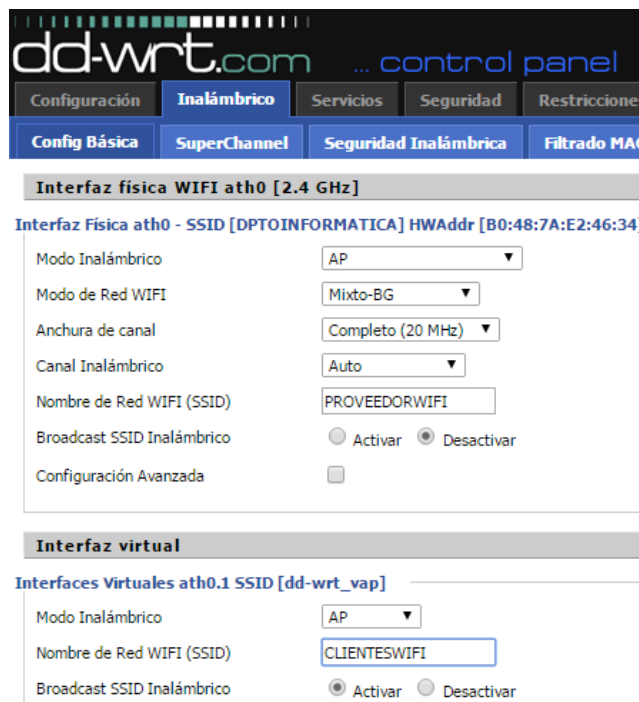 dd-wrt.com ... control panel
Configuración Inalámbrico Servicios Seguridad Restriccione
Config Básica SuperChannel Seguridad Inalámbrica Filtrado MAC
Interfaz física WIFI ath0 [2.4 GHz]
Interfaz Física ath0 - SSID [DPTOINFORMATICA] HWAddr [B0:48:7A:E2:46:34]
Modo Inalámbrico AP
Modo de Red WIFI Mixto-BG
Anchura de canal Completo (20 MHz)
Canal Inalámbrico Auto
Nombre de Red WIFI (SSID) PROVEEDORWIFI
Broadcast SSID Inalámbrico Activar Desactivar
Configuración Avanzada
Interfaz virtual
Interfaces Virtuales ath0.1 SSID [dd-wrt_vap]
Modo Inalámbrico AP
Nombre de Red WIFI (SSID) CLIENTESWIFI
Broadcast SSID Inalámbrico Activar Desactivar